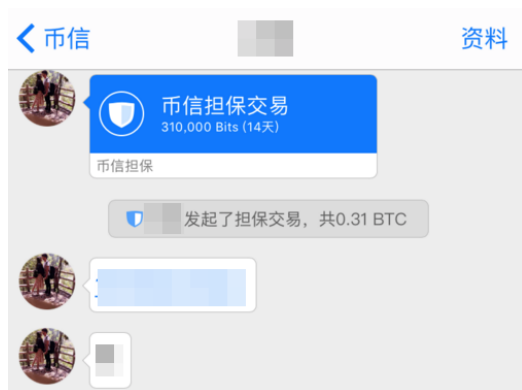 币信
资料
币信担保交易
310,000 Bits (14天)
币信担保
发起了担保交易，共0.31 BTC